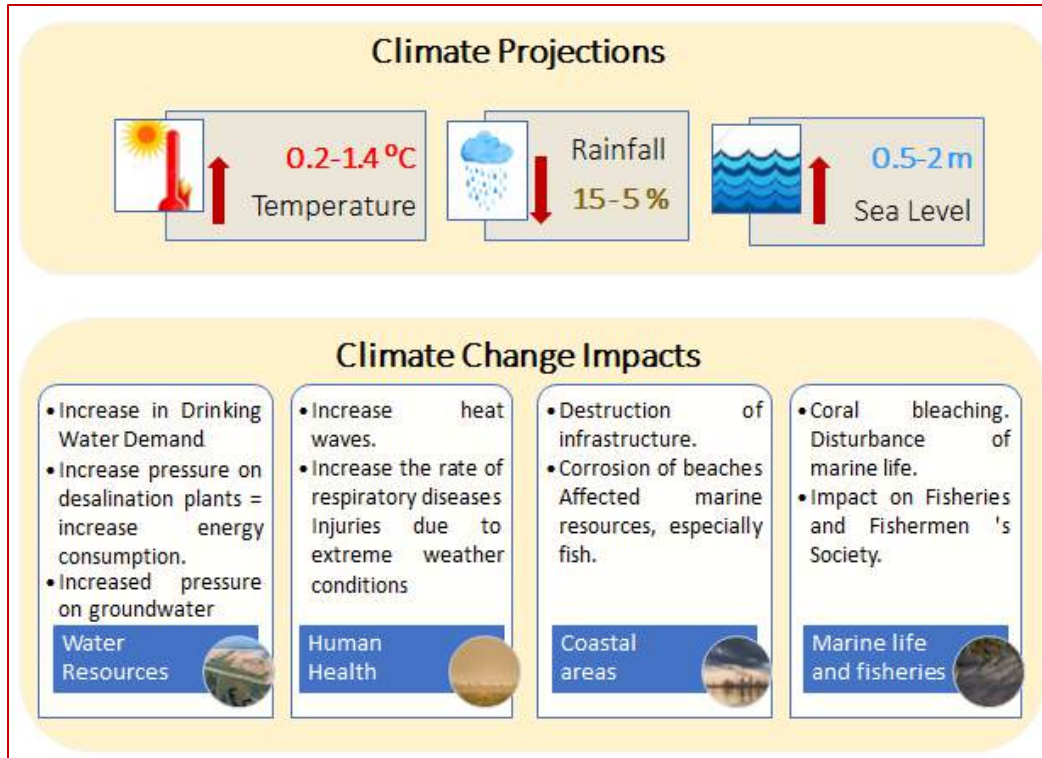 Climate Projections
0.2-1.4 ºC
Temperature
Rainfall
15-5 %
0.5-2 m
Sea Level
Climate Change Impacts
•Increase in Drinking
Water Demand
•Increase pressure on
desalination plants =
increase energy
consumption.
•Increased pressure
on groundwater
Water
Resources
•Increase heat
waves.
•Increase the rate of
respiratory diseases
Injuries due to
extreme weather
conditions
Human
Health
•Destruction of
infrastructure.
•Corrosion of beaches
Affected marine
resources, especially
fish.
Coastal
areas
•Coral bleaching.
Disturbance of
marine life.
•Impact on Fisheries
and Fishermen 's
Society.
Marine life
and fisheries